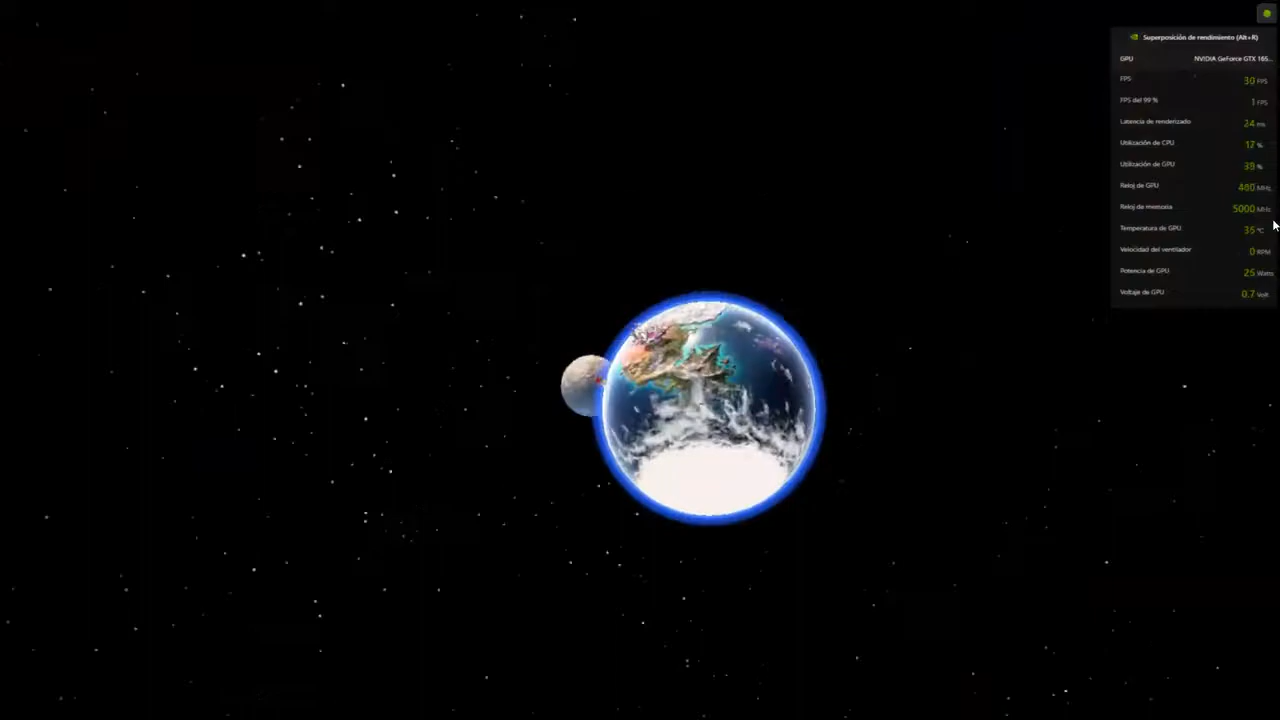 Superposición de rendimiento (Alt+R)
GPU NVIDIA GeForce GTX 165...
FPS 30 FPS
FPS del 99 % 1 FPS
Latencia de renderizado 24 ms
Utilización de CPU 17 %
Utilización de GPU 39 %
Reloj de GPU 460 MHz
Reloj de memoria 5000 MHz
Temperatura de GPU 35 °C
Velocidad del ventilador 0 RPM
Potencia de GPU 25 Watts
Voltaje de GPU 0.7 Volt.